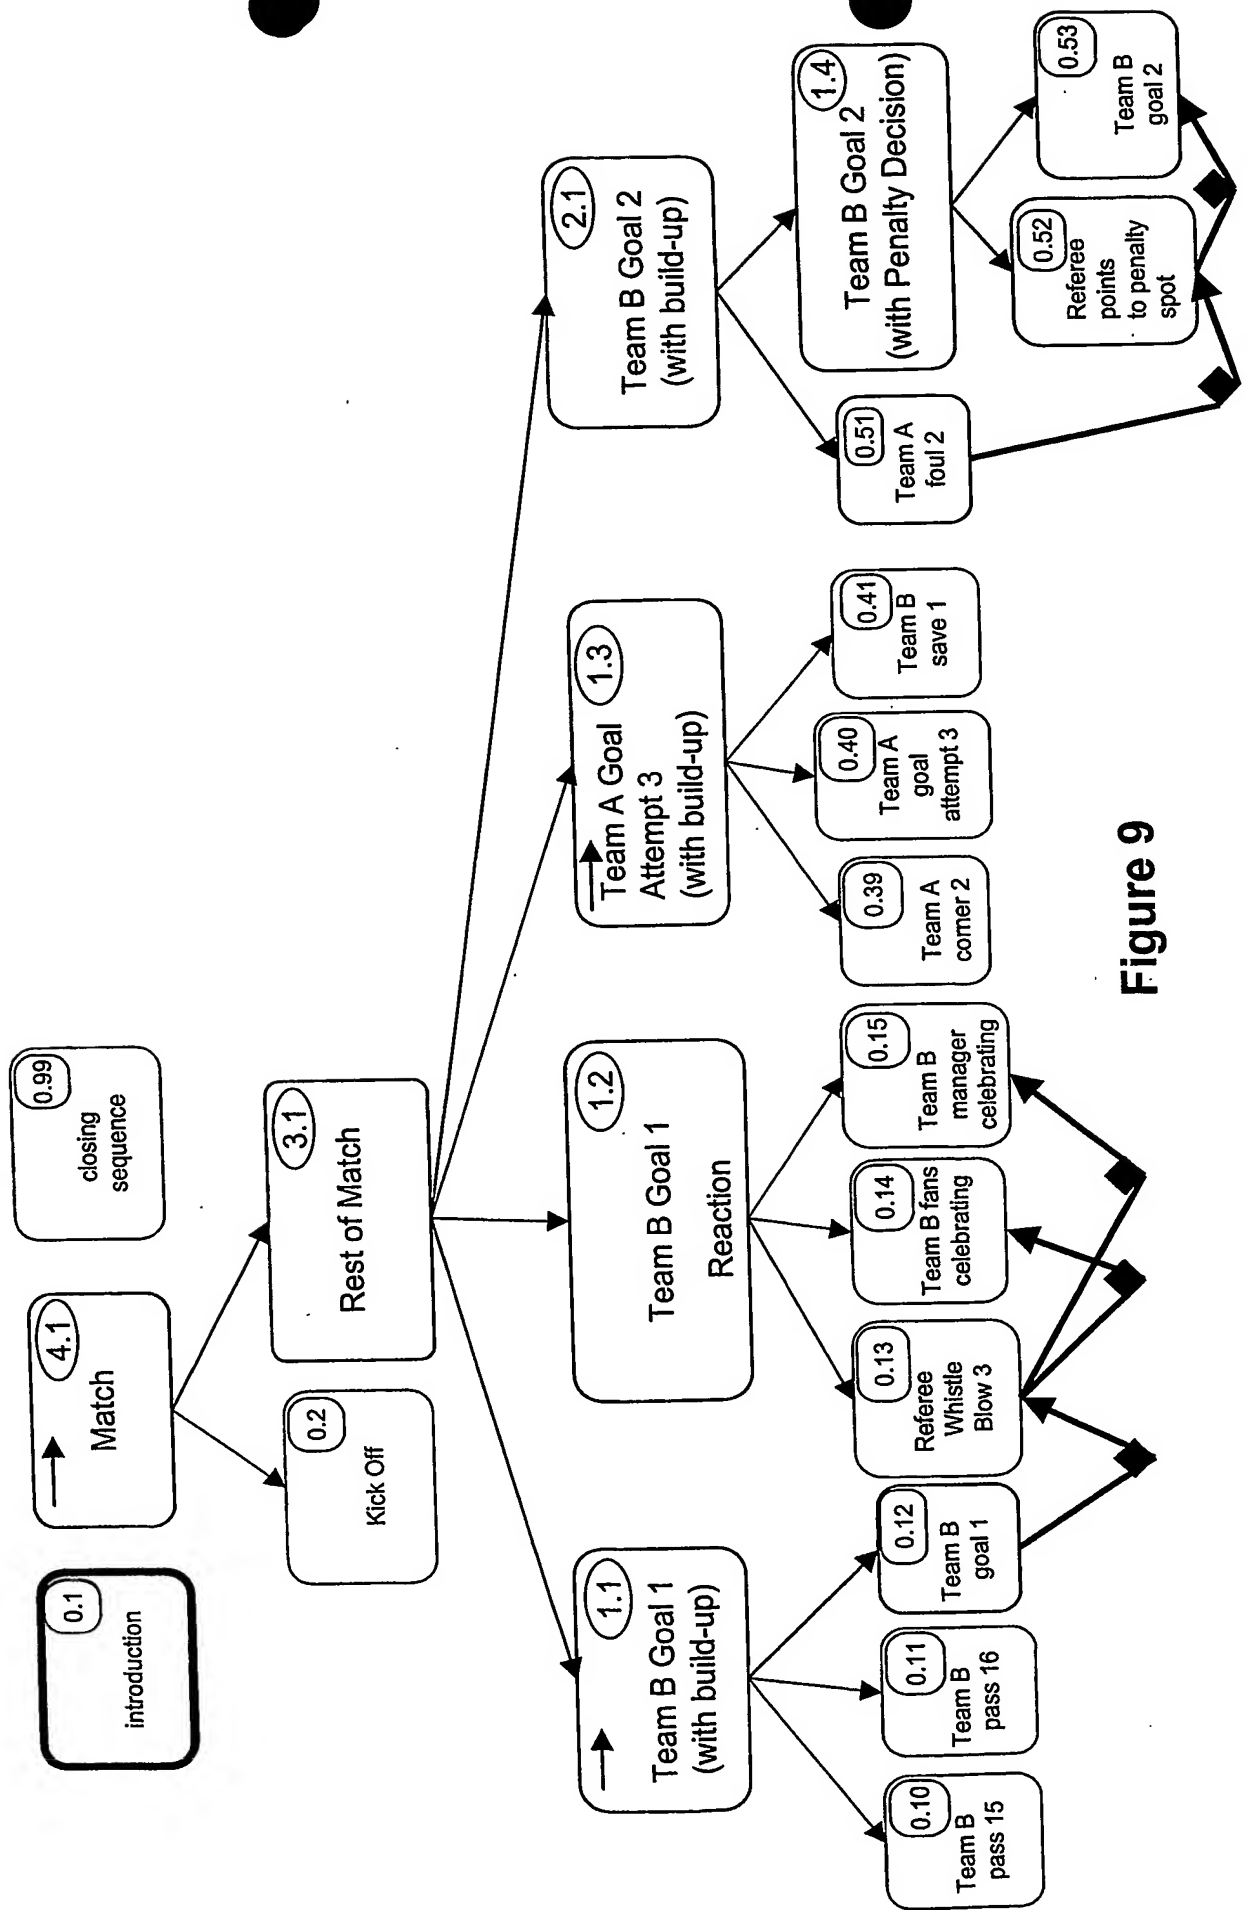 0.1
introduction
4.1
Match
0.99
closing
sequence
0.2
Kick Off
3.1
Rest of Match
1.1
Team B Goal 1
(with build-up)
1.2
Team B Goal 1
Reaction
1.3
Team A Goal
Attempt 3
(with build-up)
2.1
Team B Goal 2
(with build-up)
0.10
Team B
pass 15
0.11
Team B
pass 16
0.12
Team B
goal 1
0.13
Referee
Whistle
Blow 3
0.14
Team B fans
celebrating
0.15
Team B
manager
celebrating
0.39
Team A
corner 2
0.40
Team A
goal
attempt 3
0.41
Team B
save 1
0.51
Team A
foul 2
1.4
Team B Goal 2
(with Penalty Decision)
0.52
Referee
points
to penalty
spot
0.53
Team B
goal 2
Figure 9